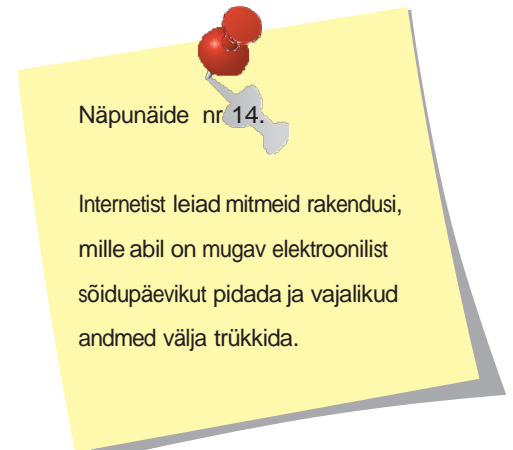 Näpunäide nr 14.
Internetist leiad mitmeid rakendusi,
mille abil on mugav elektroonilist
sõidupäevikut pidada ja vajalikud
andmed välja trükkida.